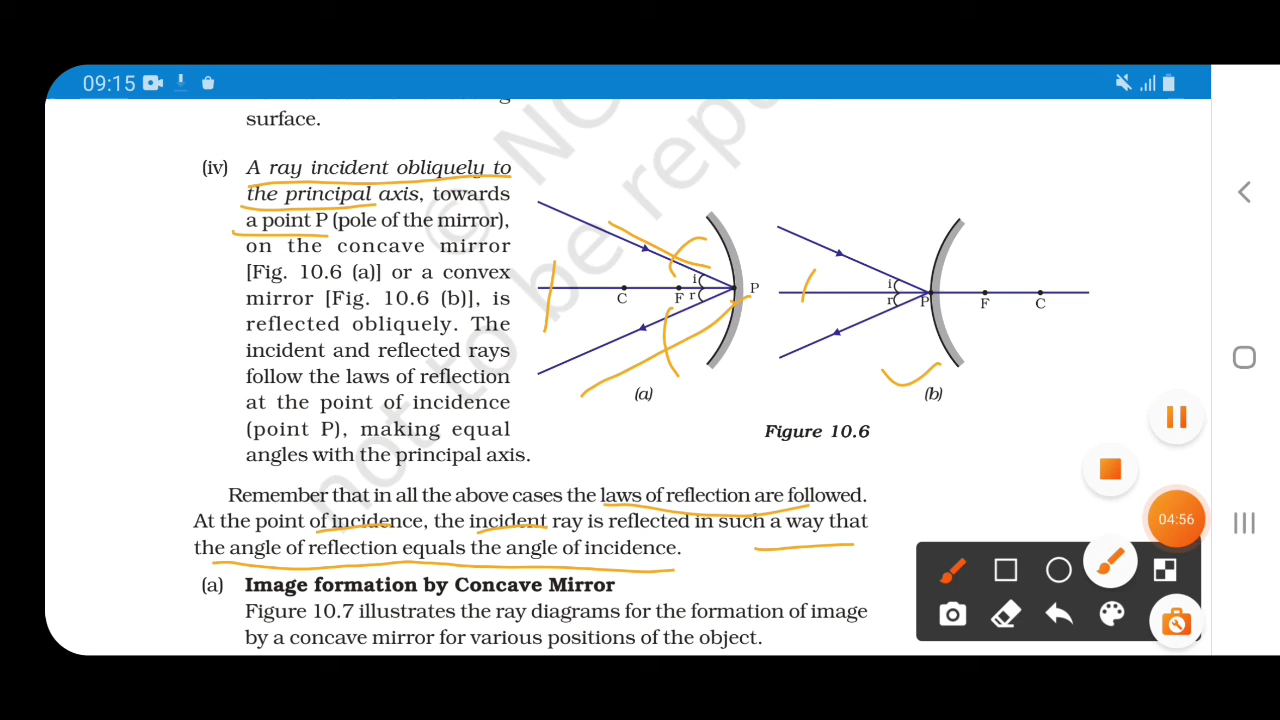 09:15
surface.
(iv) A ray incident obliquely to
the principal axis, towards
a point P (pole of the mirror),
on the concave mirror
[Fig. 10.6 (a)] or a convex
mirror [Fig. 10.6 (b)], is
reflected obliquely. The
incident and reflected rays
follow the laws of reflection
at the point of incidence
(point P), making equal
angles with the principal axis.
C F i r P
(a)
i r P F C
(b)
Figure 10.6
Remember that in all the above cases the laws of reflection are followed.
At the point of incidence, the incident ray is reflected in such a way that
the angle of reflection equals the angle of incidence.
(a) Image formation by Concave Mirror
Figure 10.7 illustrates the ray diagrams for the formation of image
by a concave mirror for various positions of the object.
© NC
not to be repu
04:56